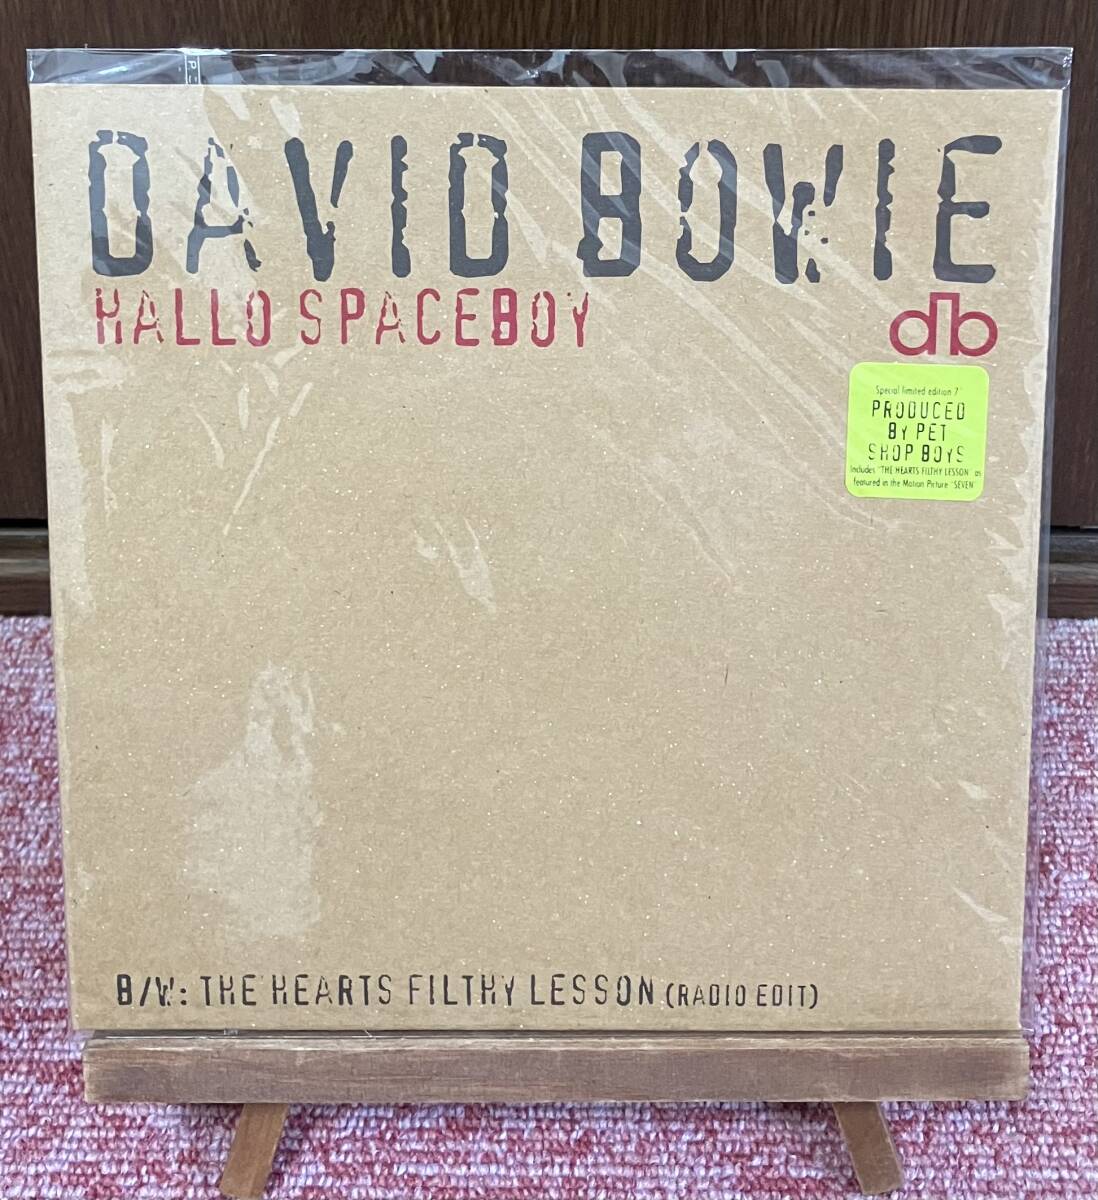 DAVID BOWIE
HALLO SPACEBOY
db
Special limited edition 7"
PRODUCED
BY PET
SHOP BOYS
Includes "THE HEARTS FILTHY LESSON" as
featured in the Motion Picture "SEVEN"
B/W: THE HEARTS FILTHY LESSON (RADIO EDIT)